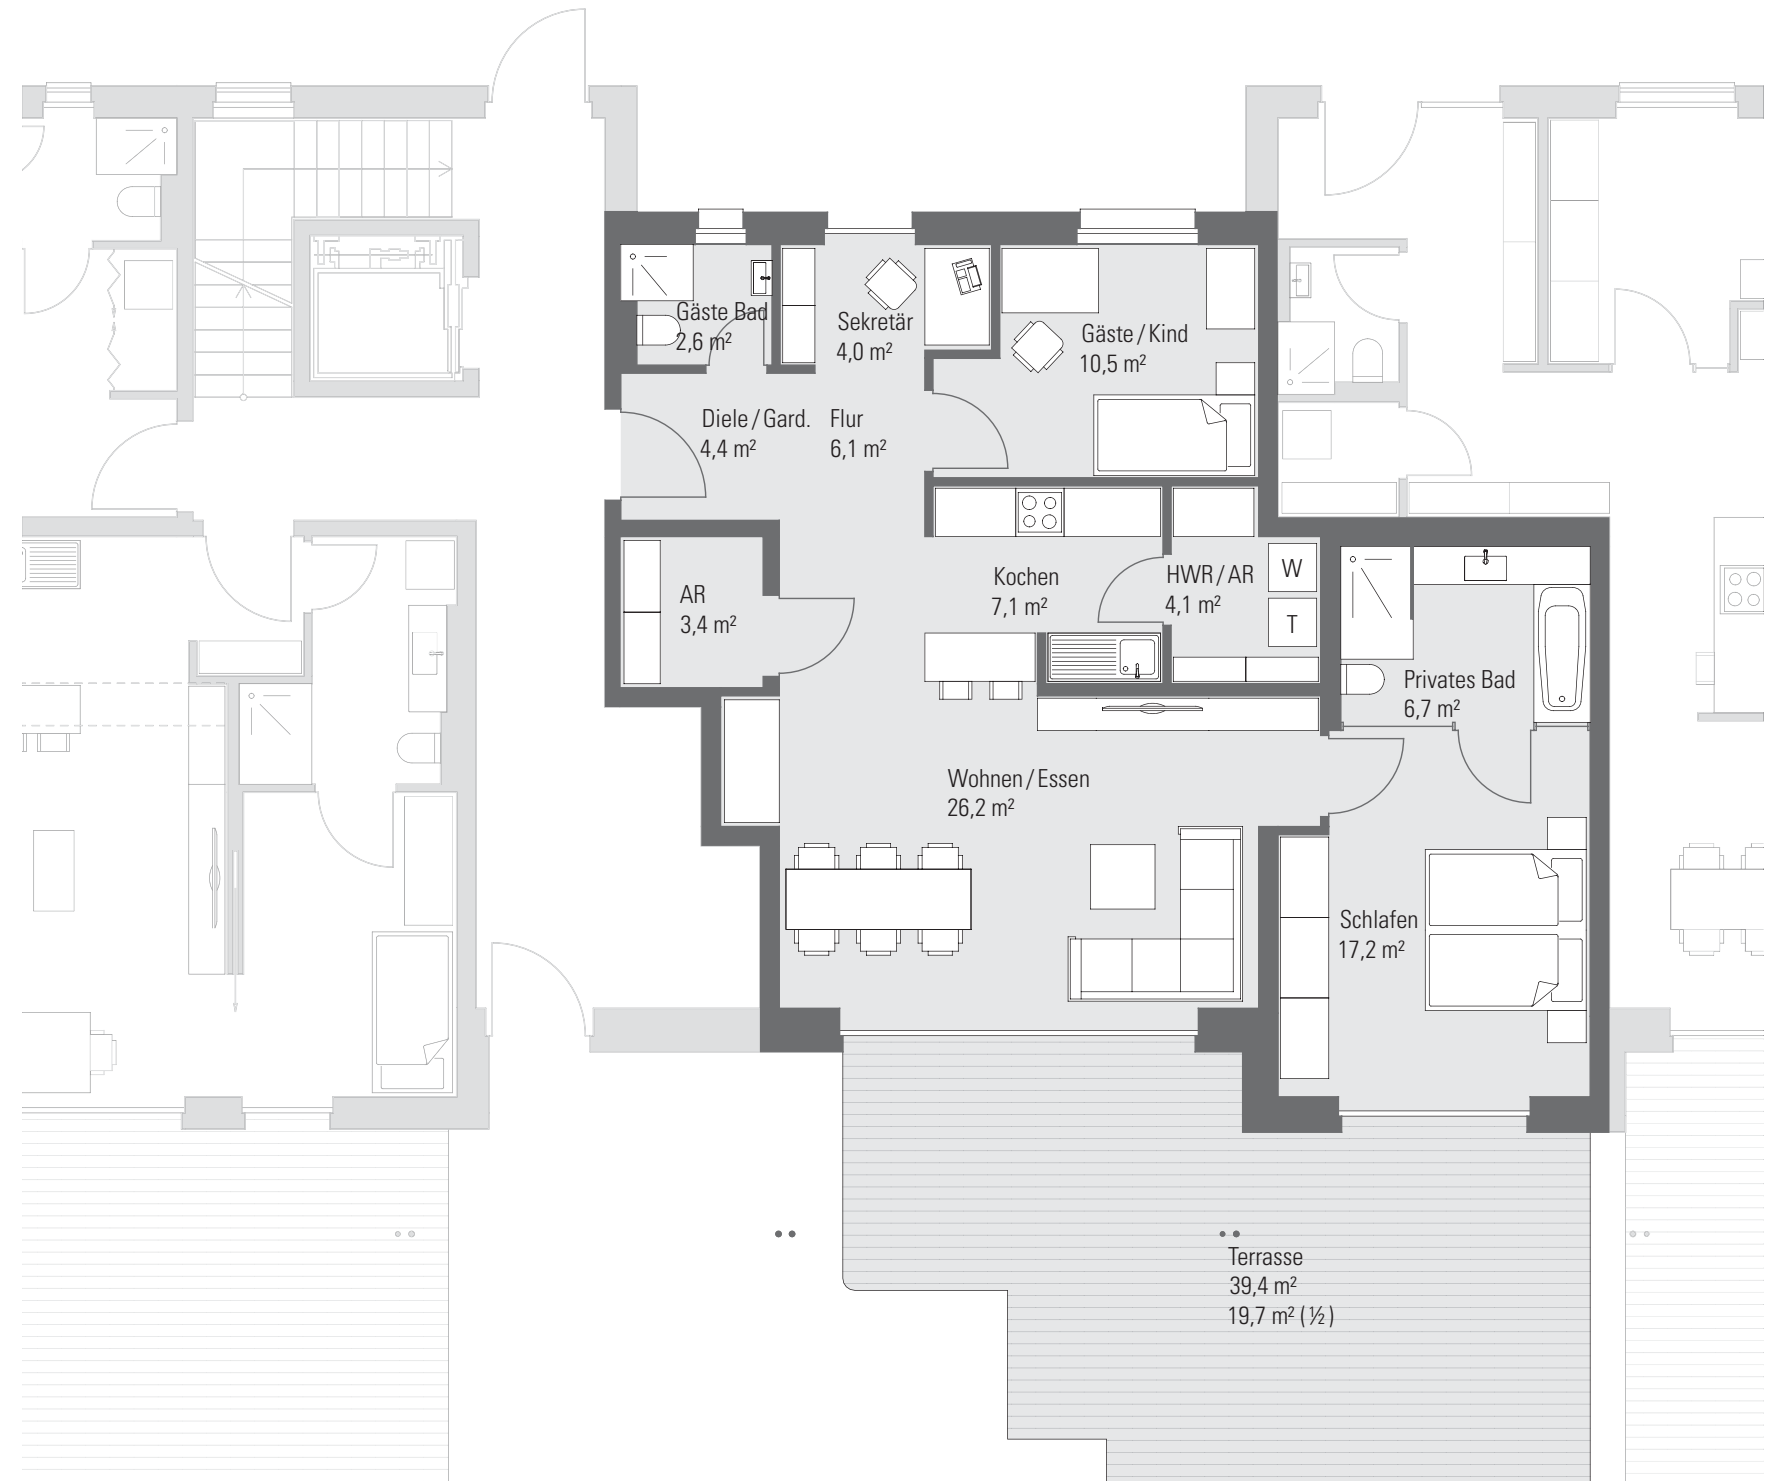 Gäste Bad
2,6 m²
Sekretär
4,0 m²
Gäste / Kind
10,5 m²
Diele / Gard.
4,4 m²
Flur
6,1 m²
AR
3,4 m²
Kochen
7,1 m²
HWR / AR
4,1 m²
W
T
Privates Bad
6,7 m²
Wohnen / Essen
26,2 m²
Schlafen
17,2 m²
Terrasse
39,4 m²
19,7 m² ( ½ )